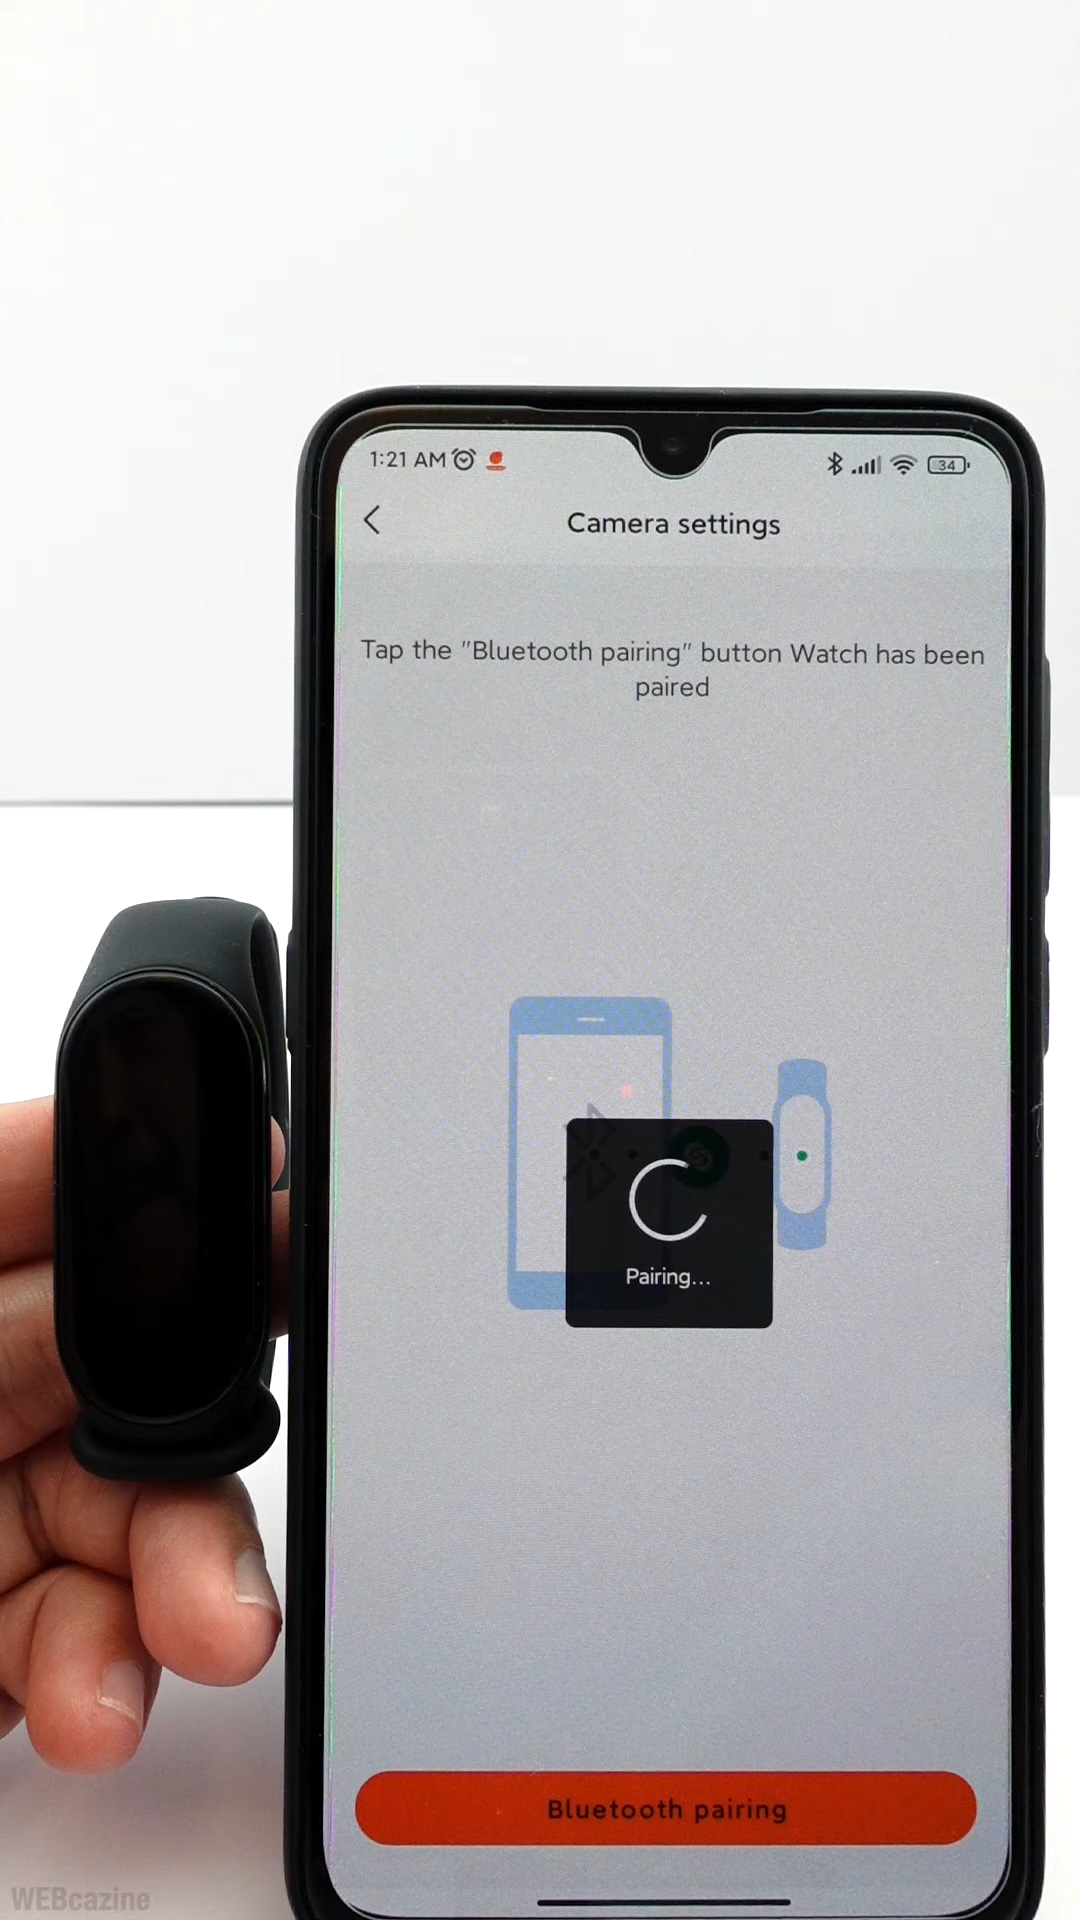 1:21 AM
34
Camera settings
Tap the "Bluetooth pairing" button Watch has been
paired
Pairing...
Bluetooth pairing
WEBcazine